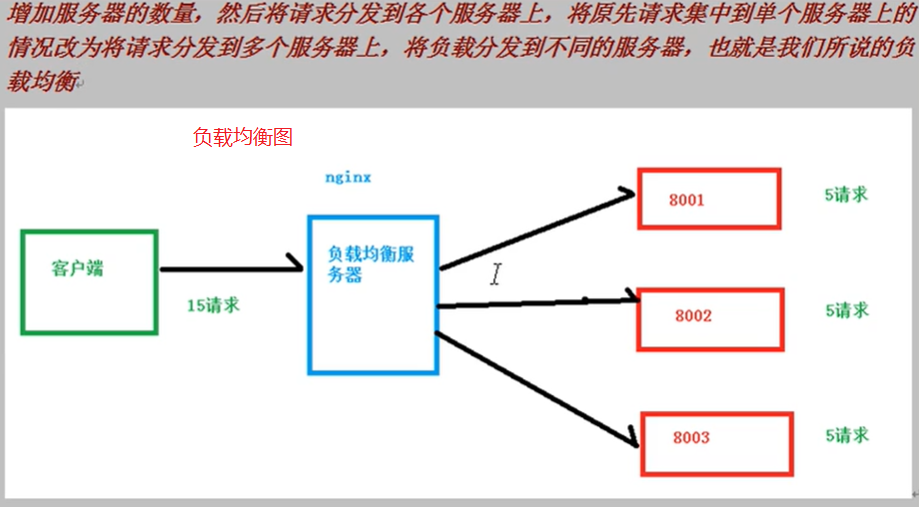 增加服务器的数量，然后将请求分发到各个服务器上，将原先请求集中到单个服务器上的
情况改为将请求分发到多个服务器上，将负载分发到不同的服务器，也就是我们所说的负
载均衡
负载均衡图
nginx
客户端
15请求
负载均衡服
务器
8001
5请求
8002
5请求
8003
5请求